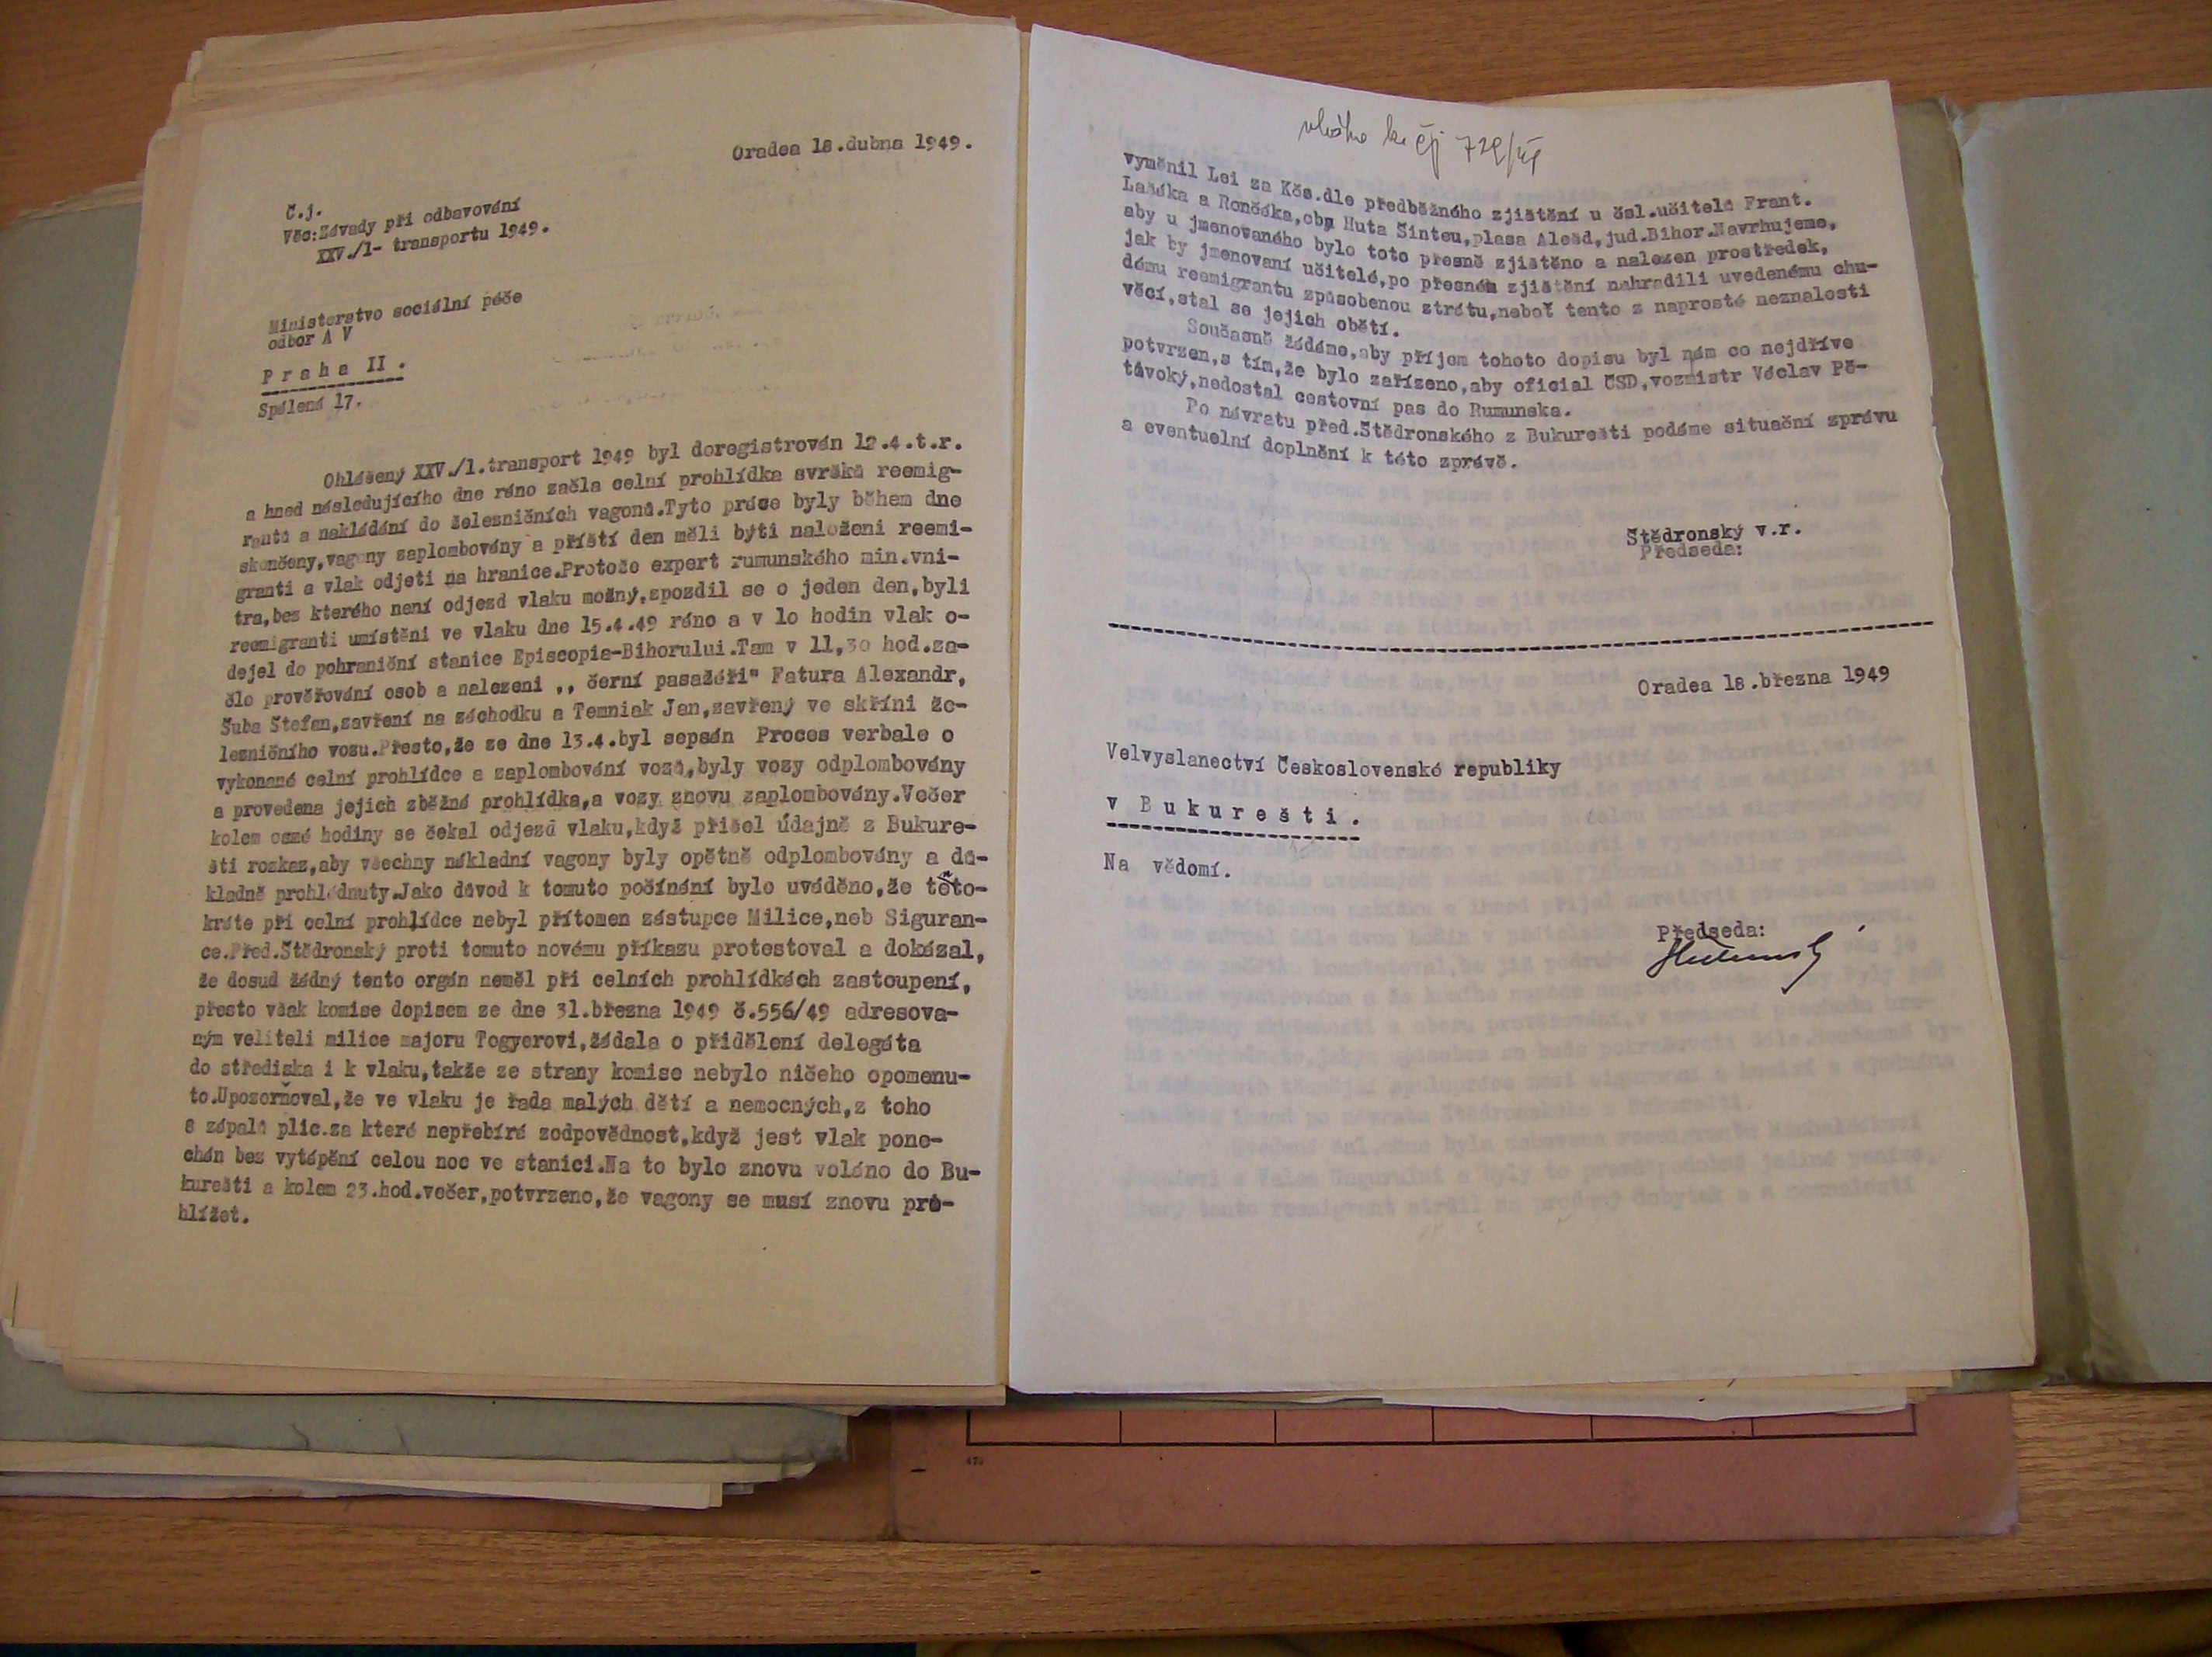 Oradea 18.dubna 1949.
Č.j.
Věc:Závady při odbavování
XXV./1- transportu 1949.
Ministerstvo sociální péče
odbor A V
P r a h a II .
Spálená 17.
Ohlášený XXV./1.transport 1949 byl doregistrován 12.4.t.r.
a hned následujícího dne ráno začla celní prohlídka svršků reemig-
rantů a nakládání do železničních vagonů.Tyto práce byly během dne
skončeny,vagony zaplombovány a příští den měli býti naloženi reemi-
granti a vlak odjeti na hranice.Protože expert rumunského min.vni-
tra,bez kterého není odjezd vlaku možný,zpozdil se o jeden den,byli
reemigranti umístěni ve vlaku dne 15.4.49 ráno a v 1o hodin vlak o-
dejel do pohraniční stanice Episcopia-Bihorului.Tam v 11,3o hod.za-
člo prověřování osob a nalezeni ,, černí pasažéři" Fatura Alexandr,
Šuba Štefan,zavření na záchodku a Temniak Jan,zavřený ve skříni že-
lezničního vozu.Přesto,že ze dne 13.4.byl sepsán Proces verbale o
vykonané celní prohlídce a zaplombování vozů,byly vozy odplombovány
a provedena jejich zběžná prohlídka,a vozy znovu zaplombovány.Večer
kolem osmé hodiny se čekal odjezd vlaku,když přišel údajně z Bukure-
šti rozkaz,aby všechny nákladní vagony byly opětně odplombovány a dů-
kladně prohlédnuty.Jako důvod k tomuto počínání bylo uváděno,že této-
kráte při celní prohlídce nebyl přítomen zástupce Milice,neb Siguran-
ce.Před.Štědronský proti tomuto novému příkazu protestoval a dokázal,
že dosud žádný tento orgán neměl při celních prohlídkách zastoupení,
přesto však komise dopisem ze dne 31.března 1949 č.556/49 adresova-
ným veliteli milice majoru Togyerovi,žádala o přidělení delegáta
do střediska i k vlaku,takže ze strany komise nebylo ničeho opomenu-
to.Upozorňoval,že ve vlaku je řada malých dětí a nemocných,z toho
8 zápalů plic.za které nepřebírá zodpovědnost,když jest vlak pone-
chán bez vytápění celou noc ve stanici.Na to bylo znovu voláno do Bu-
kurešti a kolem 23.hod.večer,potvrzeno,že vagony se musí znovu pro-
hlížet.
vložka k čj 729/49
vyměnil Lei za Kčs.dle předběžného zjištění u čsl.učitelů Frant.
Laščáka a Rončáka,obg Huta Šinteu,plasa Alešd,jud.Bihor.Navrhujeme,
aby u jmenovaného bylo toto přesně zjištěno a nalezen prostředek,
jak by jmenovaní učitelé,po přesném zjištění nahradili uvedenému chu-
dému reemigrantu způsobenou ztrátu,neboť tento z naprosté neznalosti
věcí,stal se jejich obětí.
Současně žádáme,aby příjem tohoto dopisu byl nám co nejdříve
potvrzen,s tím,že bylo zařízeno,aby oficial ČSD,vozmistr Václav Pě-
távoký,nedostal cestovní pas do Rumunska.
Po návratu před.Štědronského z Bukurešti podáme situační zprávu
a eventuelní doplnění k této zprávě.
Štědronský v.r.
Předseda:
Oradea 18.března 1949
Velvyslanectví Československé republiky
v B u k u r e š t i .
Na vědomí.
Předseda: